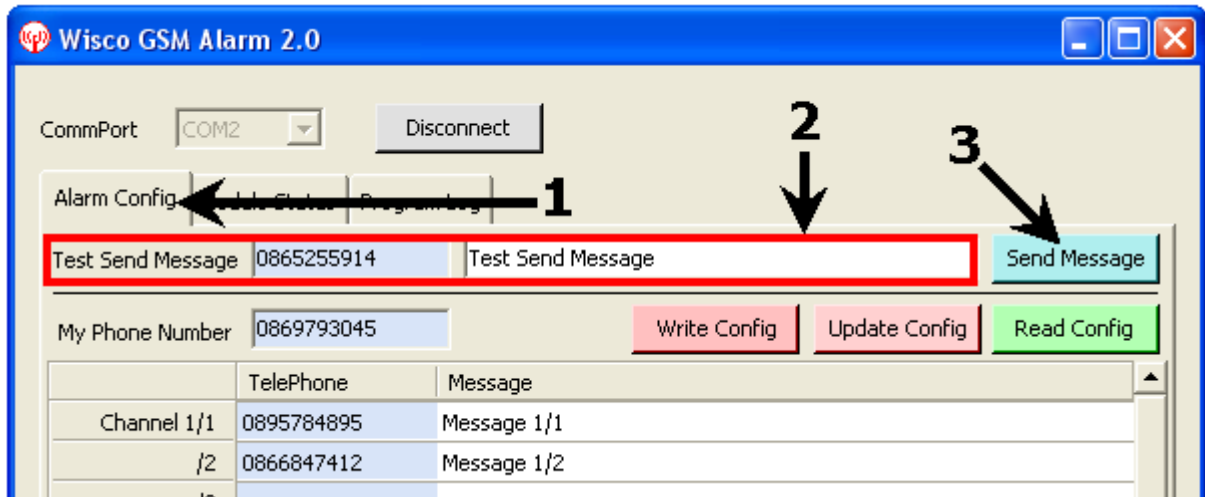 Wisco GSM Alarm 2.0
CommPort COM2 Disconnect
2
3
Alarm Config 1
Test Send Message 0865255914 Test Send Message Send Message
My Phone Number 0869793045 Write Config Update Config Read Config
TelePhone Message
Channel 1/1 0895784895 Message 1/1
/2 0866847412 Message 1/2